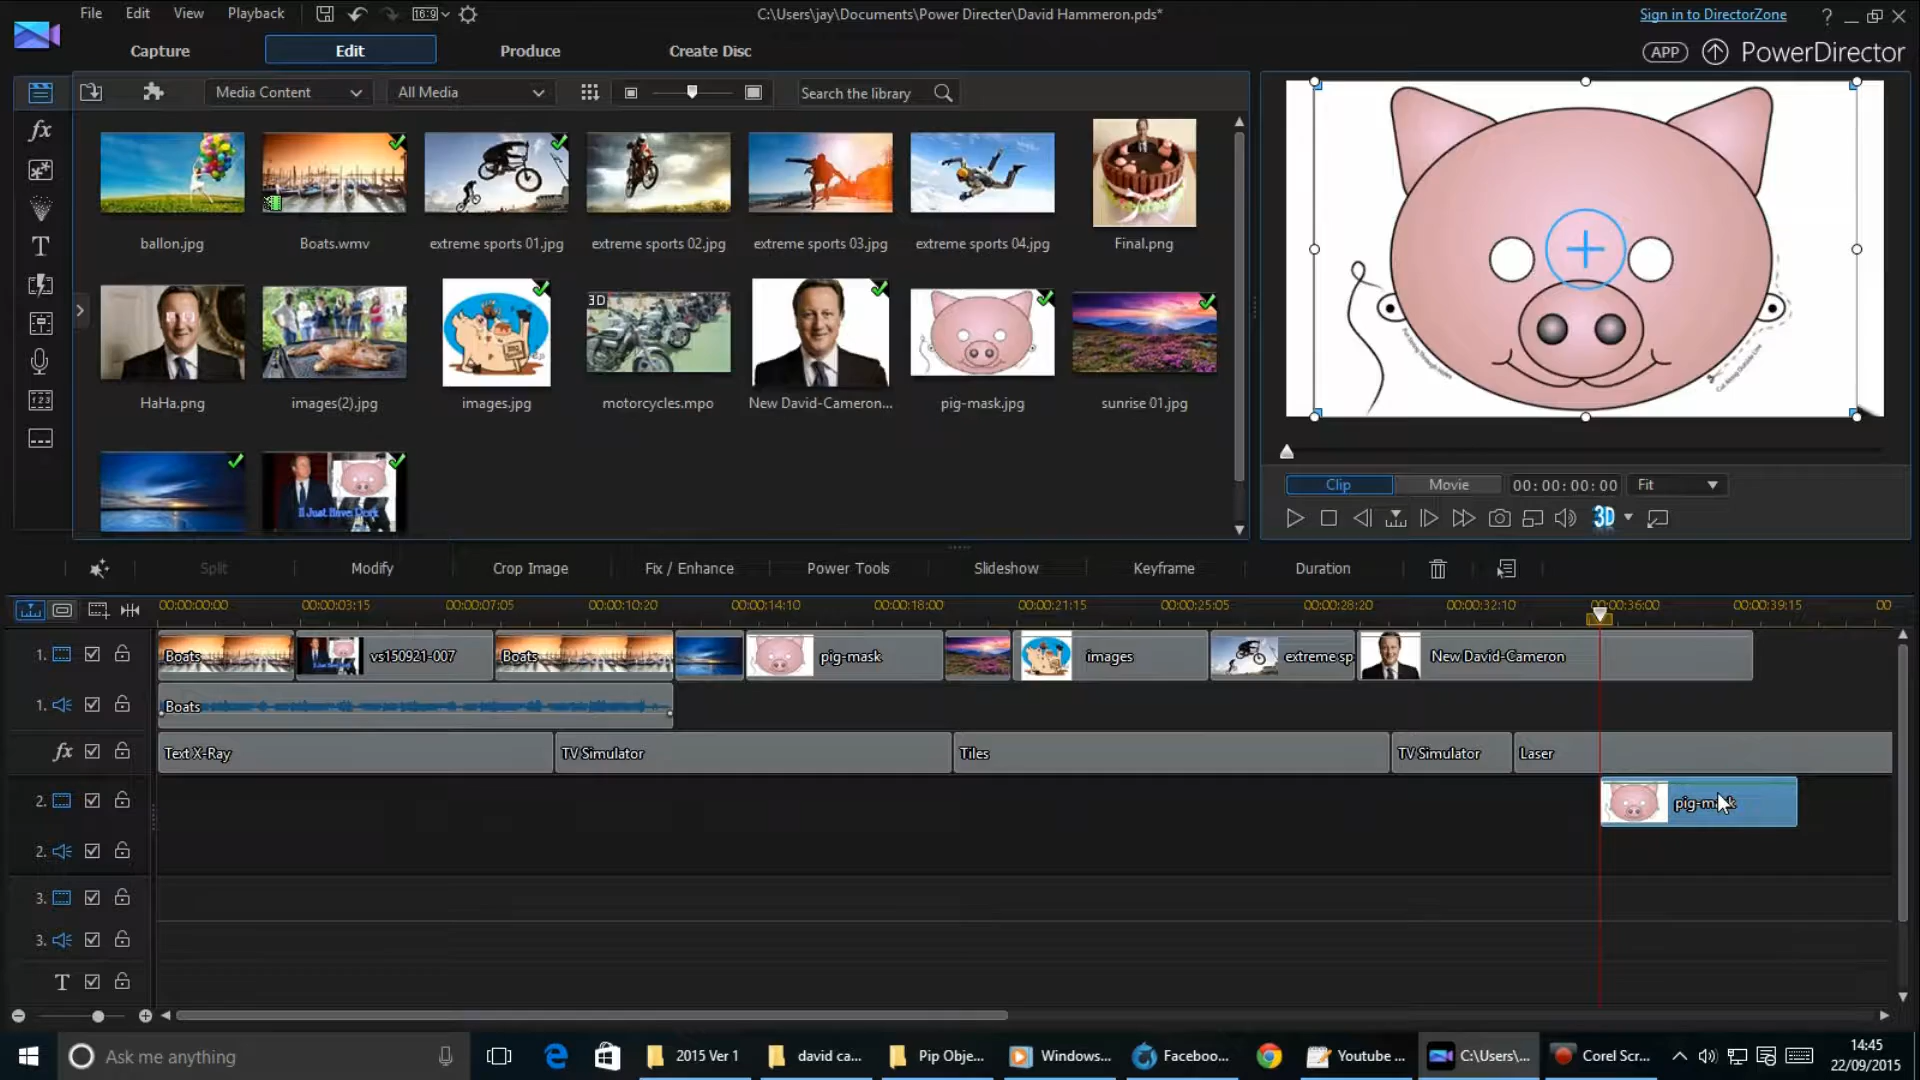 File Edit View Playback
16:9
C:\Users\jay\Documents\Power Directer\David Hammeron.pds*
Sign in to DirectorZone
?
Capture Edit Produce Create Disc
APP PowerDirector
Media Content All Media Search the library
fx
T
ballon.jpg Boats.wmv extreme sports 01.jpg extreme sports 02.jpg extreme sports 03.jpg extreme sports 04.jpg Final.png
3D
HaHa.png images(2).jpg images.jpg motorcycles.mpo New David-Cameron... pig-mask.jpg sunrise 01.jpg
Clip Movie 00:00:00:00 Fit
3D
Split Modify Crop Image Fix / Enhance Power Tools Slideshow Keyframe Duration
00:00:00:00 00:00:03:15 00:00:07:05 00:00:10:20 00:00:14:10 00:00:18:00 00:00:21:15 00:00:25:05 00:00:28:20 00:00:32:10 00:00:36:00 00:00:39:15 00
1. Boats vs150921-007 Boats pig-mask images extreme sp New David-Cameron
1. Boats
fx Text X-Ray TV Simulator Tiles TV Simulator Laser
2. pig-mask
2.
3.
3.
T
Ask me anything
2015 Ver 1 david ca... Pip Obje... Windows... Faceboo... Youtube ... C:\Users\... Corel Scr...
14:45
22/09/2015